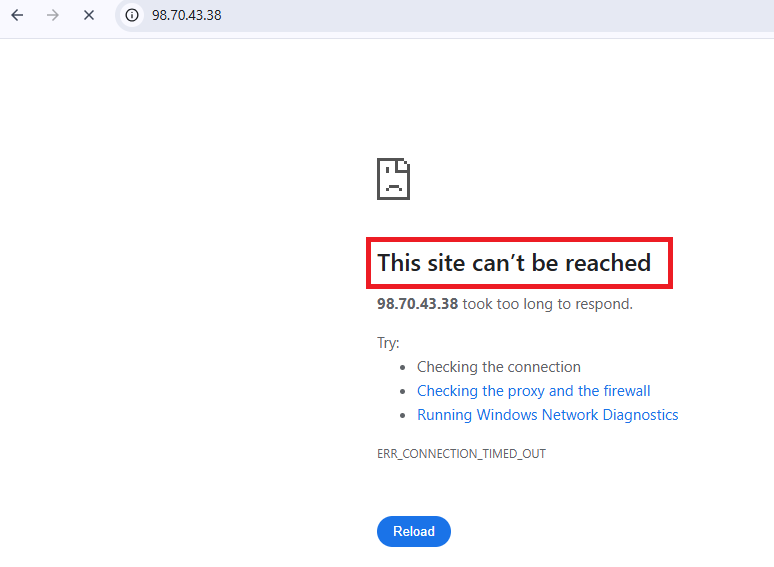 98.70.43.38
This site can’t be reached
98.70.43.38 took too long to respond.
Try:
• Checking the connection
• Checking the proxy and the firewall
• Running Windows Network Diagnostics
ERR_CONNECTION_TIMED_OUT
Reload